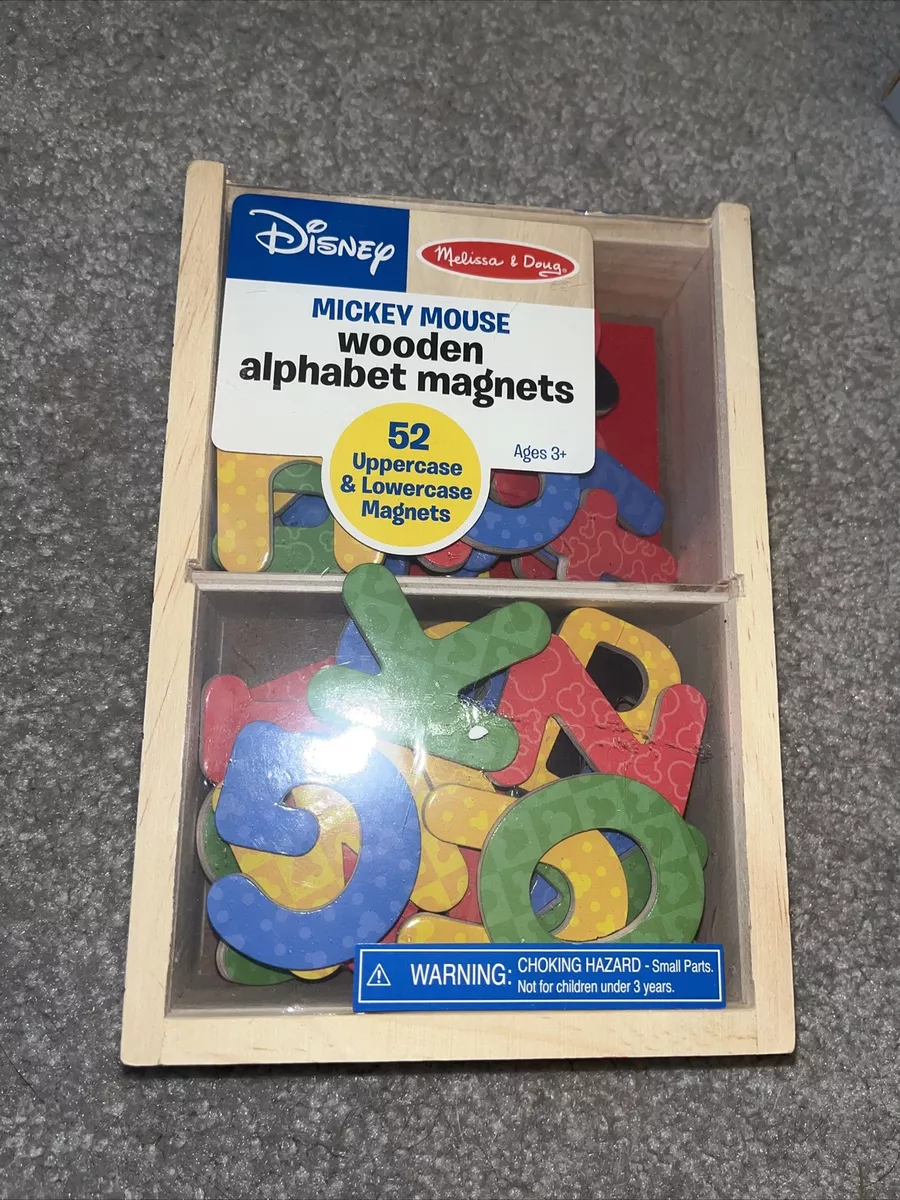 Disney
Melissa & Doug
MICKEY MOUSE
wooden
alphabet magnets
52
Uppercase
& Lowercase
Magnets
Ages 3+
K
G
O
WARNING: CHOKING HAZARD - Small Parts.
Not for children under 3 years.